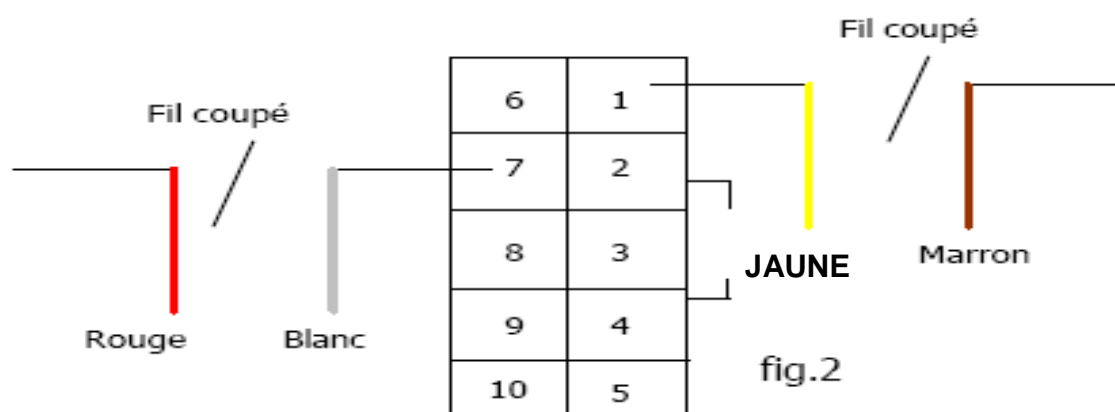 Fil coupé
Fil coupé
6 1
7 2
8 3
JAUNE
Marron
Rouge
Blanc
9 4
fig.2
10 5